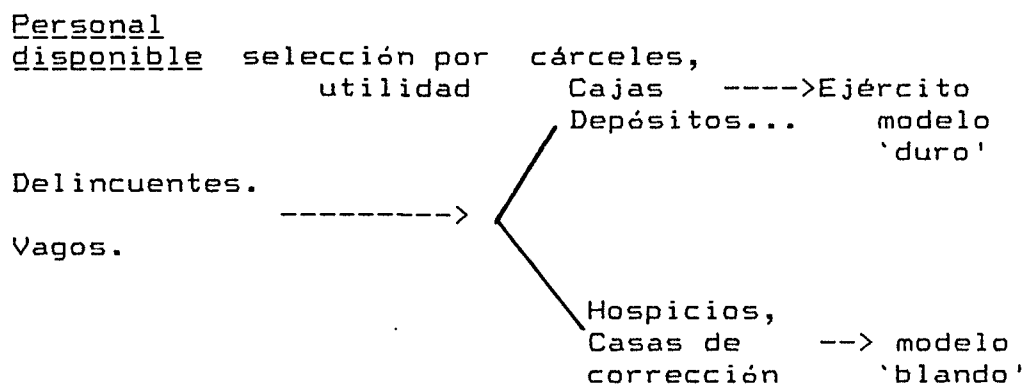 Personal
disponible selección por cárceles,
utilidad Cajas ---->Ejército
Depósitos... modelo
`duro'
Delincuentes.
--------->
Vagos.
Hospicios,
Casas de --> modelo
corrección `blando'